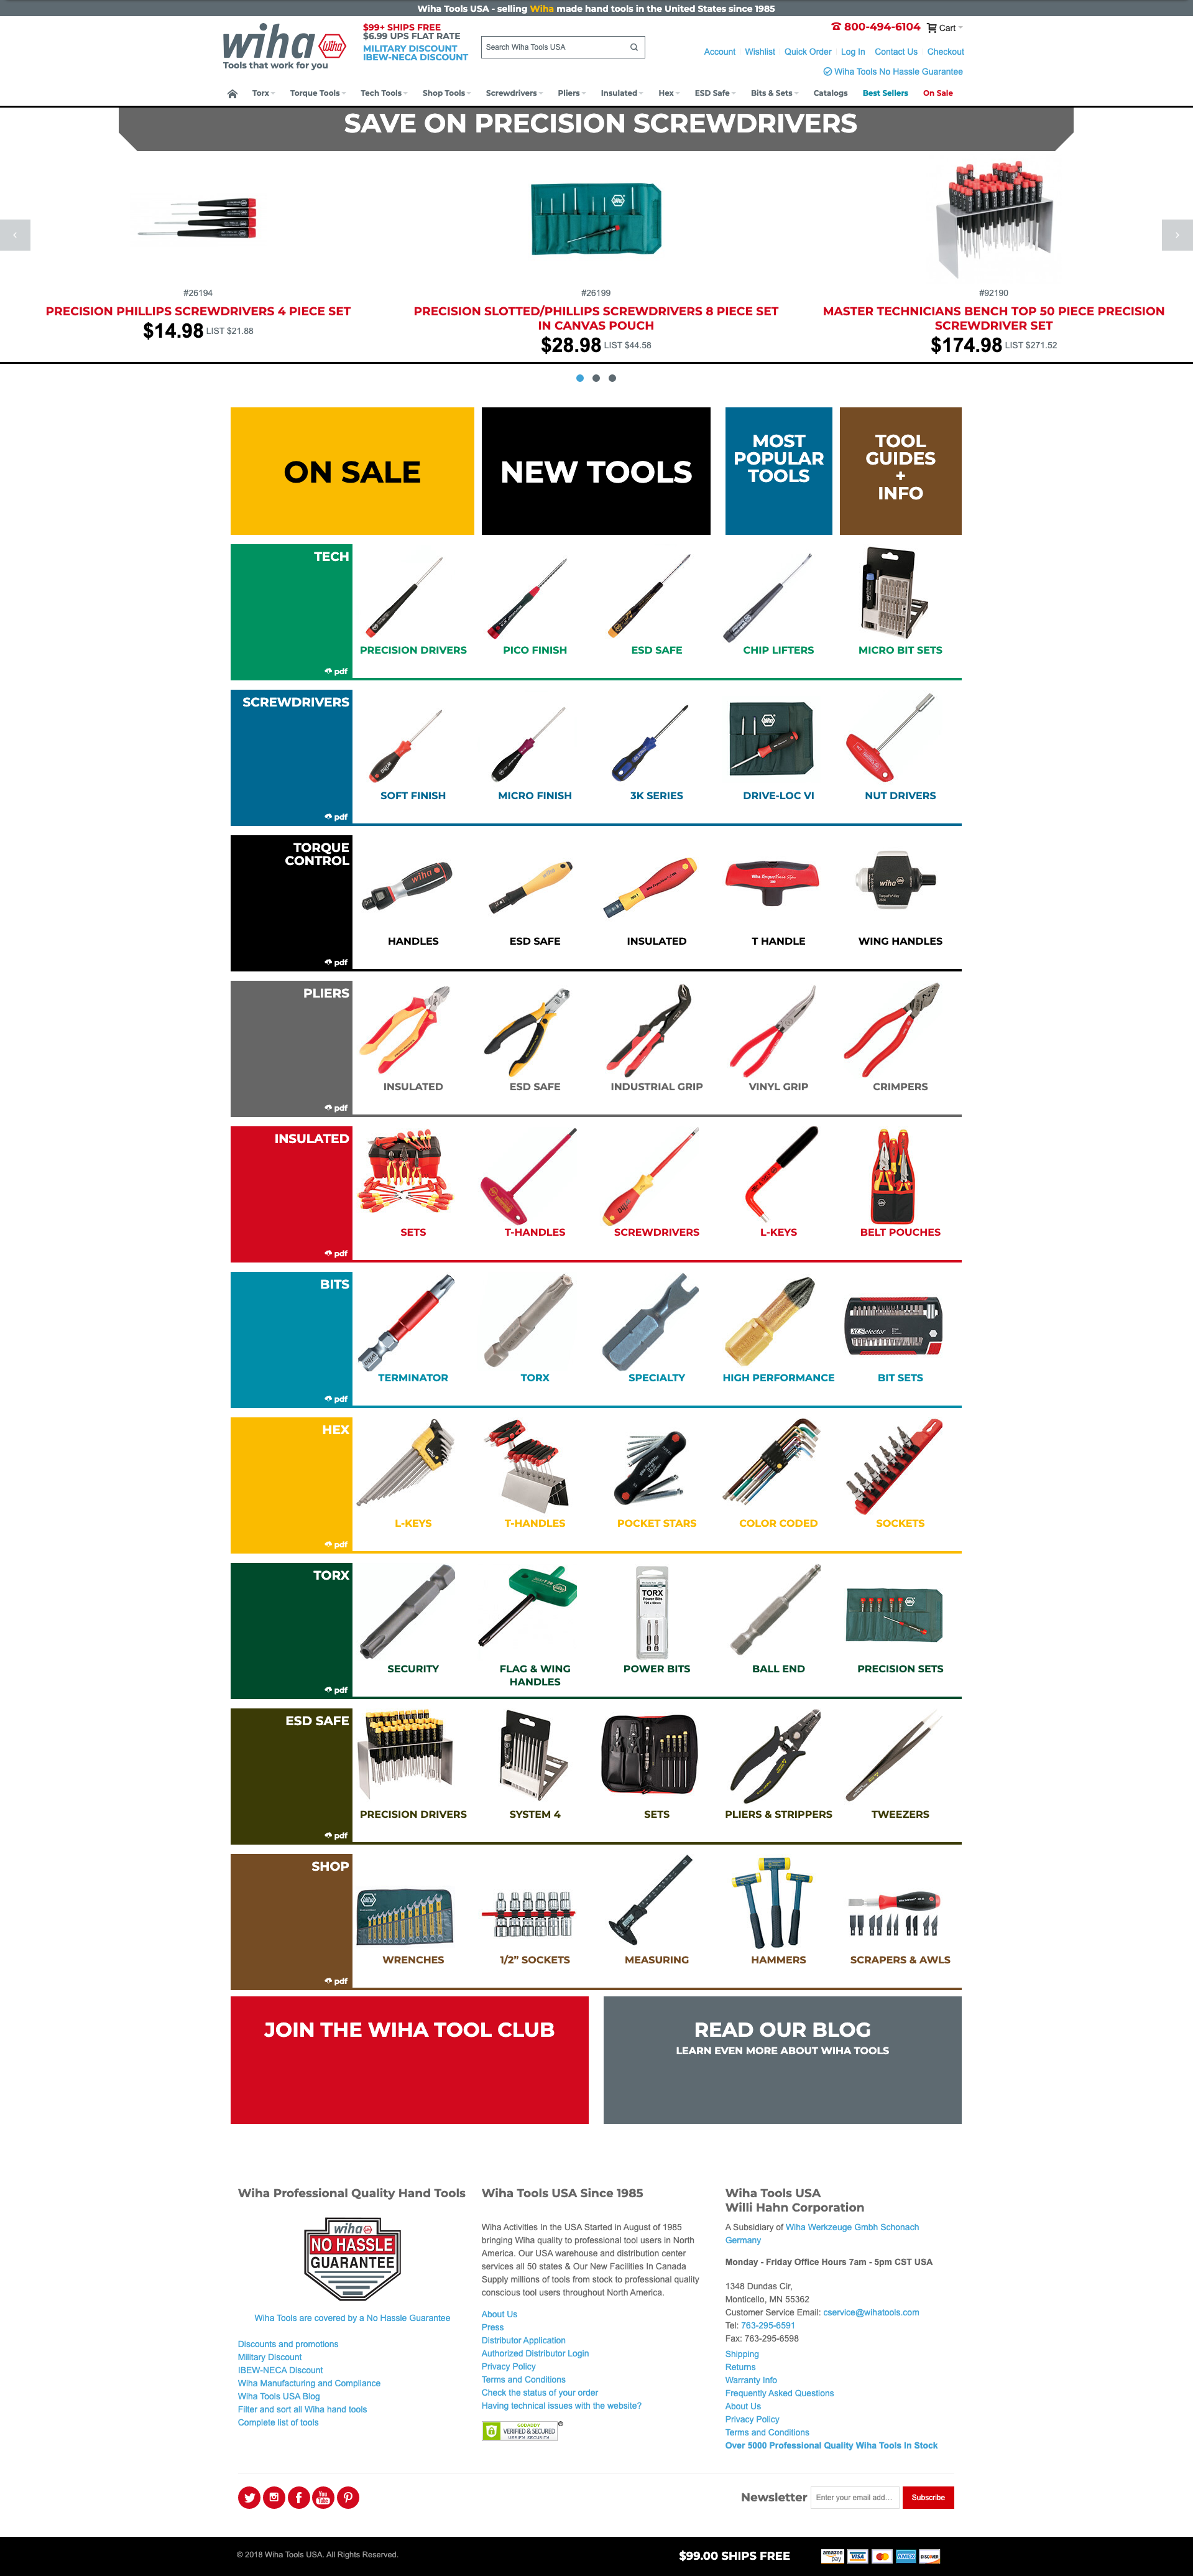 Wiha Tools USA - selling Wiha made hand tools in the United States since 1985
wiha wiha
Tools that work for you
$99+ SHIPS FREE
$6.99 UPS FLAT RATE
MILITARY DISCOUNT
IBEW-NECA DISCOUNT
Search Wiha Tools USA
800-494-6104 Cart
Account Wishlist Quick Order Log In Contact Us Checkout
Wiha Tools No Hassle Guarantee
Torx Torque Tools Tech Tools Shop Tools Screwdrivers Pliers Insulated Hex ESD Safe Bits & Sets Catalogs Best Sellers On Sale
SAVE ON PRECISION SCREWDRIVERS
#26194
PRECISION PHILLIPS SCREWDRIVERS 4 PIECE SET
$14.98 LIST $21.88
#26199
PRECISION SLOTTED/PHILLIPS SCREWDRIVERS 8 PIECE SET
IN CANVAS POUCH
$28.98 LIST $44.58
#92190
MASTER TECHNICIANS BENCH TOP 50 PIECE PRECISION
SCREWDRIVER SET
$174.98 LIST $271.52
ON SALE
NEW TOOLS
MOST
POPULAR
TOOLS
TOOL
GUIDES
+
INFO
TECH
pdf
PRECISION DRIVERS
PICO FINISH
ESD SAFE
CHIP LIFTERS
MICRO BIT SETS
SCREWDRIVERS
pdf
SOFT FINISH
MICRO FINISH
3K SERIES
DRIVE-LOC VI
NUT DRIVERS
TORQUE
CONTROL
pdf
HANDLES
ESD SAFE
INSULATED
T HANDLE
WING HANDLES
PLIERS
pdf
INSULATED
ESD SAFE
INDUSTRIAL GRIP
VINYL GRIP
CRIMPERS
INSULATED
pdf
SETS
T-HANDLES
SCREWDRIVERS
L-KEYS
BELT POUCHES
BITS
pdf
TERMINATOR
TORX
SPECIALTY
HIGH PERFORMANCE
BIT SETS
HEX
pdf
L-KEYS
T-HANDLES
POCKET STARS
COLOR CODED
SOCKETS
TORX
pdf
SECURITY
FLAG & WING
HANDLES
POWER BITS
BALL END
PRECISION SETS
ESD SAFE
pdf
PRECISION DRIVERS
SYSTEM 4
SETS
PLIERS & STRIPPERS
TWEEZERS
SHOP
pdf
WRENCHES
1/2" SOCKETS
MEASURING
HAMMERS
SCRAPERS & AWLS
JOIN THE WIHA TOOL CLUB
READ OUR BLOG
LEARN EVEN MORE ABOUT WIHA TOOLS
Wiha Professional Quality Hand Tools
wiha
NO HASSLE
GUARANTEE
Wiha Tools are covered by a No Hassle Guarantee
Discounts and promotions
Military Discount
IBEW-NECA Discount
Wiha Manufacturing and Compliance
Wiha Tools USA Blog
Filter and sort all Wiha hand tools
Complete list of tools
Wiha Tools USA Since 1985
Wiha Activities In the USA Started in August of 1985
bringing Wiha quality to professional tool users in North
America. Our USA warehouse and distribution center
services all 50 states & Our New Facilities In Canada
Supply millions of tools from stock to professional quality
conscious tool users throughout North America.
About Us
Press
Distributor Application
Authorized Distributor Login
Privacy Policy
Terms and Conditions
Check the status of your order
Having technical issues with the website?
GODADDY
VERIFIED & SECURED
VERIFY SECURITY
Wiha Tools USA
Willi Hahn Corporation
A Subsidiary of Wiha Werkzeuge Gmbh Schonach
Germany
Monday - Friday Office Hours 7am - 5pm CST USA
1348 Dundas Cir,
Monticello, MN 55362
Customer Service Email: cservice@wihatools.com
Tel: 763-295-6591
Fax: 763-295-6598
Shipping
Returns
Warranty Info
Frequently Asked Questions
About Us
Privacy Policy
Terms and Conditions
Over 5000 Professional Quality Wiha Tools In Stock
Newsletter Enter your email add... Subscribe
© 2018 Wiha Tools USA. All Rights Reserved.
$99.00 SHIPS FREE
amazon pay VISA MasterCard AMEX DISCOVER